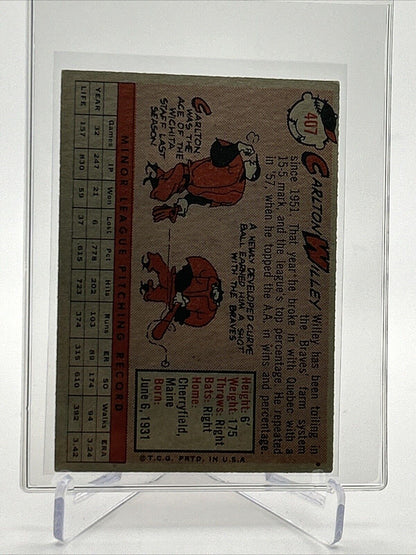 407
CARLTON WILLEY
Willey has been toiling in
the Braves' farm system
since 1951. That year he broke in with Quebec with a
15-5 mark, and the league's top percentage. He repeated
in '57, when he topped the A.A. in wins and percentage.
CARLTON
WAS THE
ACE OF THE
WICHITA
STAFF LAST
SEASON
A NEWLY DEVELOPED CURVE
BALL EARNED HIM A SHOT
WITH THE BRAVES
Height: 6'
Weight: 175
Throws: Right
Bats: Right
Home:
Cherryfield,
Maine
Born:
June 6, 1931
MINOR LEAGUE PITCHING RECORD
Games IP Won Lost Pct Hits Runs ER SO Walks ERA
YEAR 32 247 21 6 .778 202 103 89 174 94 3.24
LIFE 157 830 59 37 .615 723 374 315 610 392 3.42
© T.C.G. PRTD. IN U.S.A.